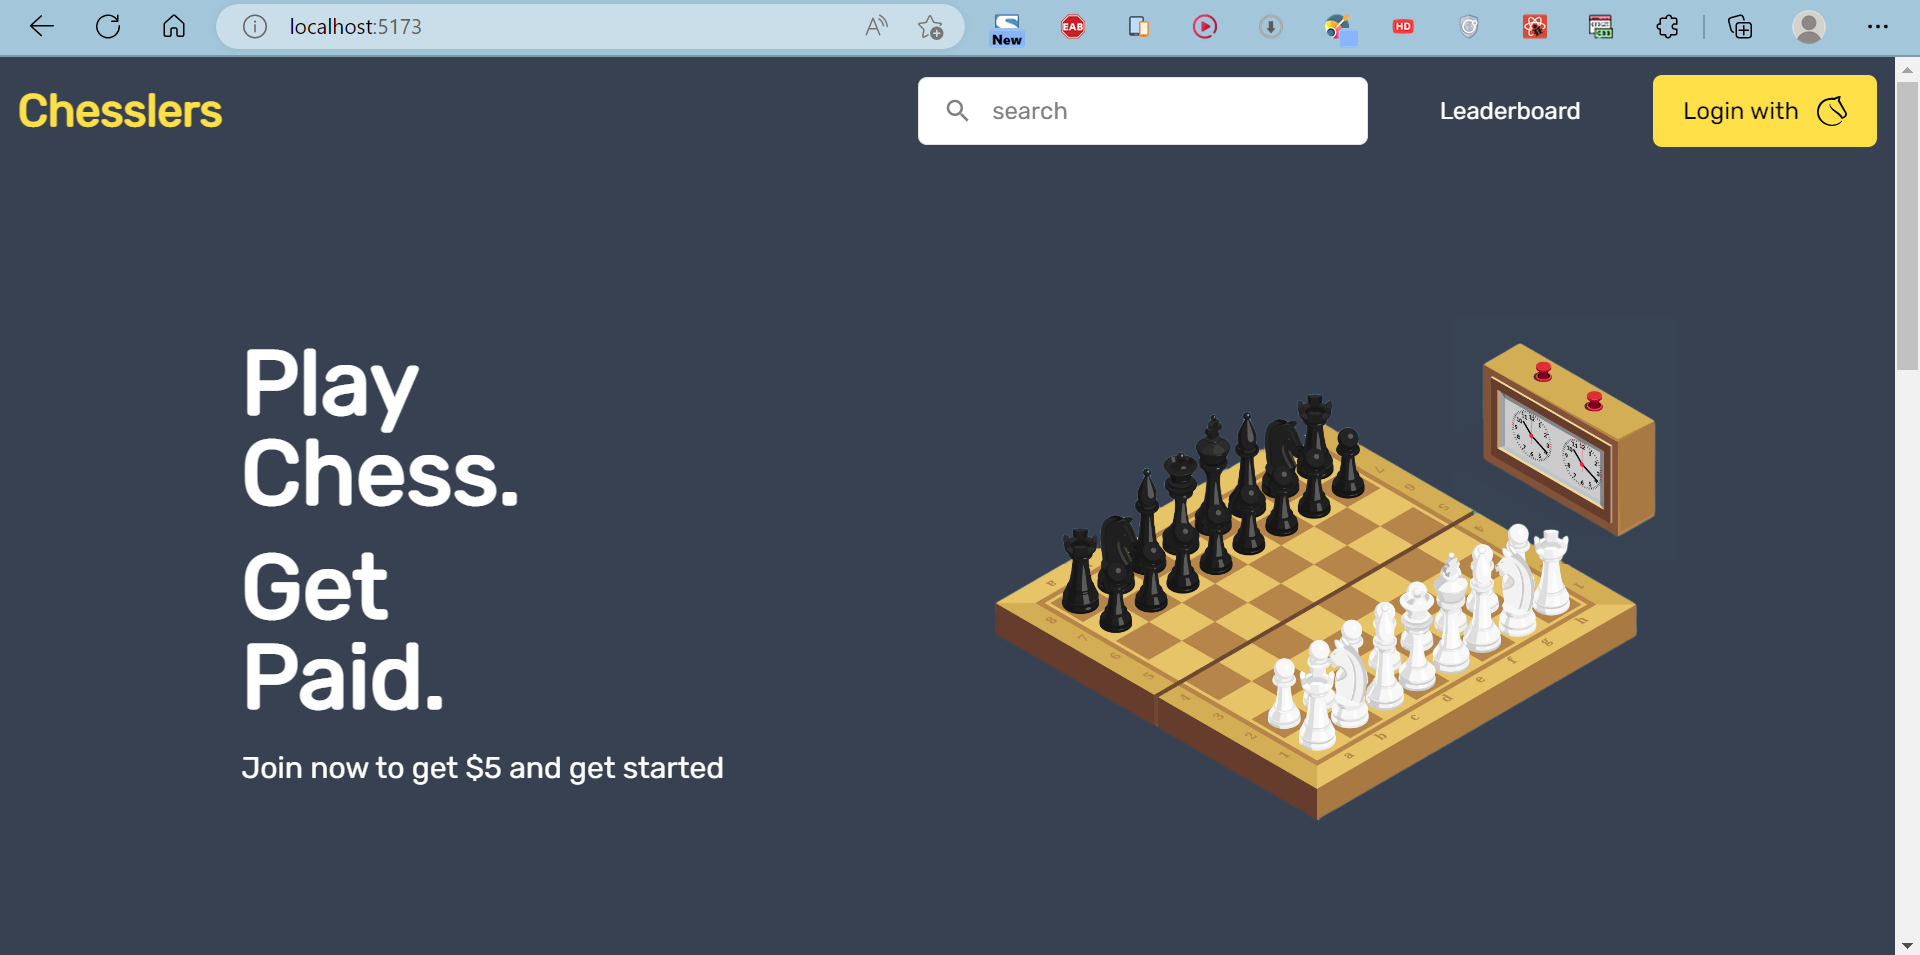 localhost:5173
New
EAB
HD
Chesslers
search
Leaderboard
Login with
Play
Chess.
Get
Paid.
Join now to get $5 and get started